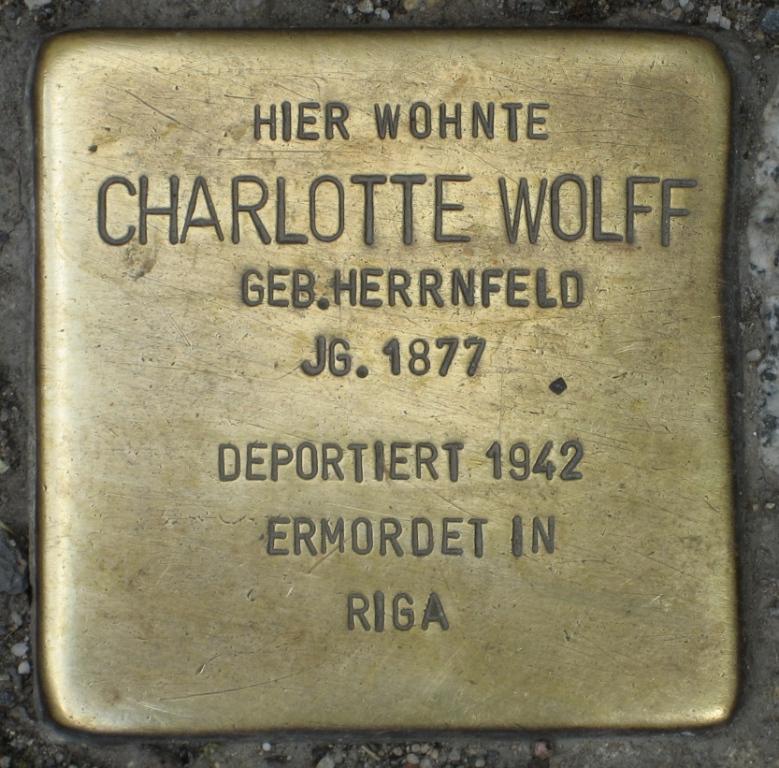 HIER WOHNTE
CHARLOTTE WOLFF
GEB.HERRNFELD
JG. 1877
DEPORTIERT 1942
ERMORDET IN
RIGA